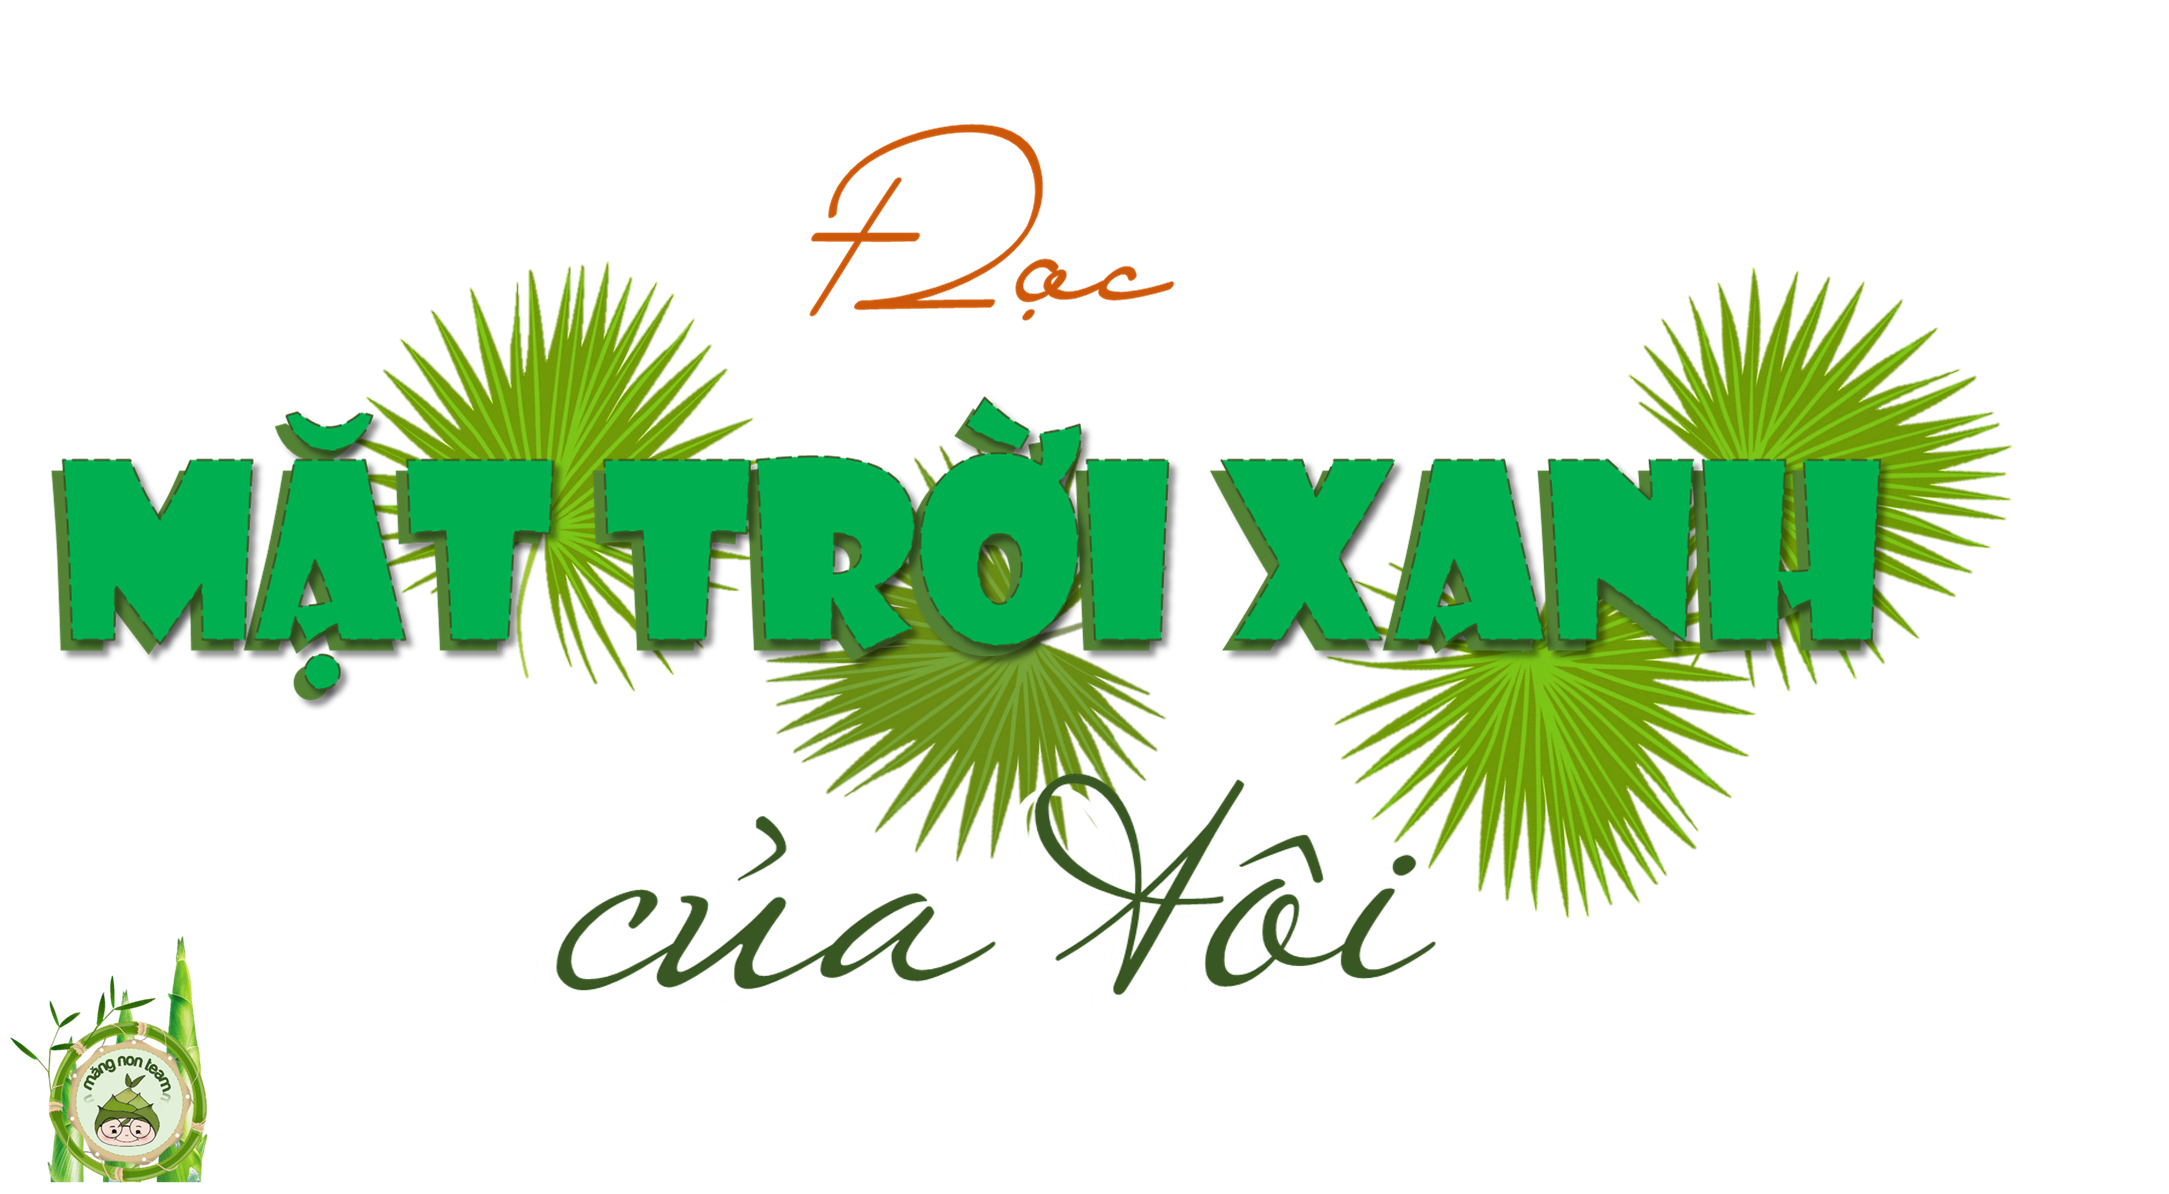 Đọc
MẶT TRỜI XANH
của tôi
măng non team